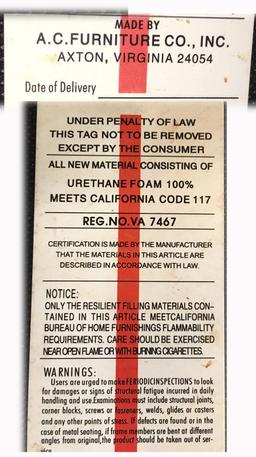 MADE BY
A.C.FURNITURE CO., INC.
AXTON, VIRGINIA 24054
Date of Delivery
UNDER PENALTY OF LAW
THIS TAG NOT TO BE REMOVED
EXCEPT BY THE CONSUMER
ALL NEW MATERIAL CONSISTING OF
URETHANE FOAM 100%
MEETS CALIFORNIA CODE 117
REG.NO.VA 7467
CERTIFICATION IS MADE BY THE MANUFACTURER
THAT THE MATERIALS IN THIS ARTICLE ARE
DESCRIBED IN ACCORDANCE WITH LAW.
NOTICE:
ONLY THE RESILIENT FILLING MATERIALS CON-
TAINED IN THIS ARTICLE MEETCALIFORNIA
BUREAU OF HOME FURNISHINGS FLAMMABILITY
REQUIREMENTS. CARE SHOULD BE EXERCISED
NEAR OPEN FLAME OR WITH BURNING CIGARETTES.
WARNINGS:
Users are urged to make PERIODICINSPECTIONS to look
for damages or signs of structural fatigue incurred in daily
handling and use.Examinations must include structural joints,
corner blocks, screws or fasteners, welds, glides or casters
and any other points of stress. If defects are found or in the
case of metal seating, if frame members are bent at different
angles from original,the product should be taken out of ser-
vice.